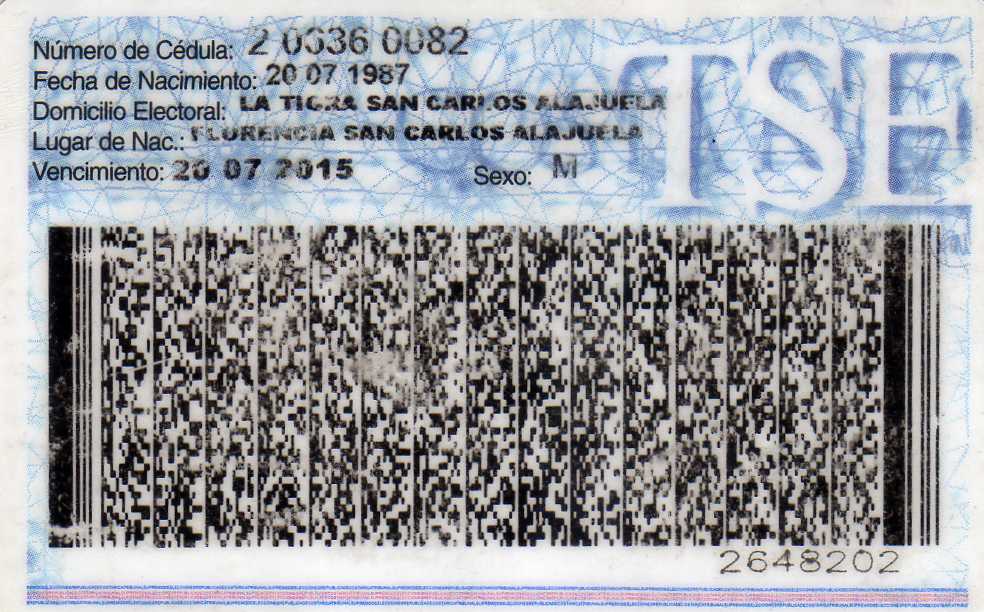 Número de Cédula: 2 0336 0082
Fecha de Nacimiento: 20 07 1987
Domicilio Electoral: LA TIGRA SAN CARLOS ALAJUELA
Lugar de Nac.: FLORENCIA SAN CARLOS ALAJUELA
Vencimiento: 20 07 2015 Sexo: M
TSE
2648202